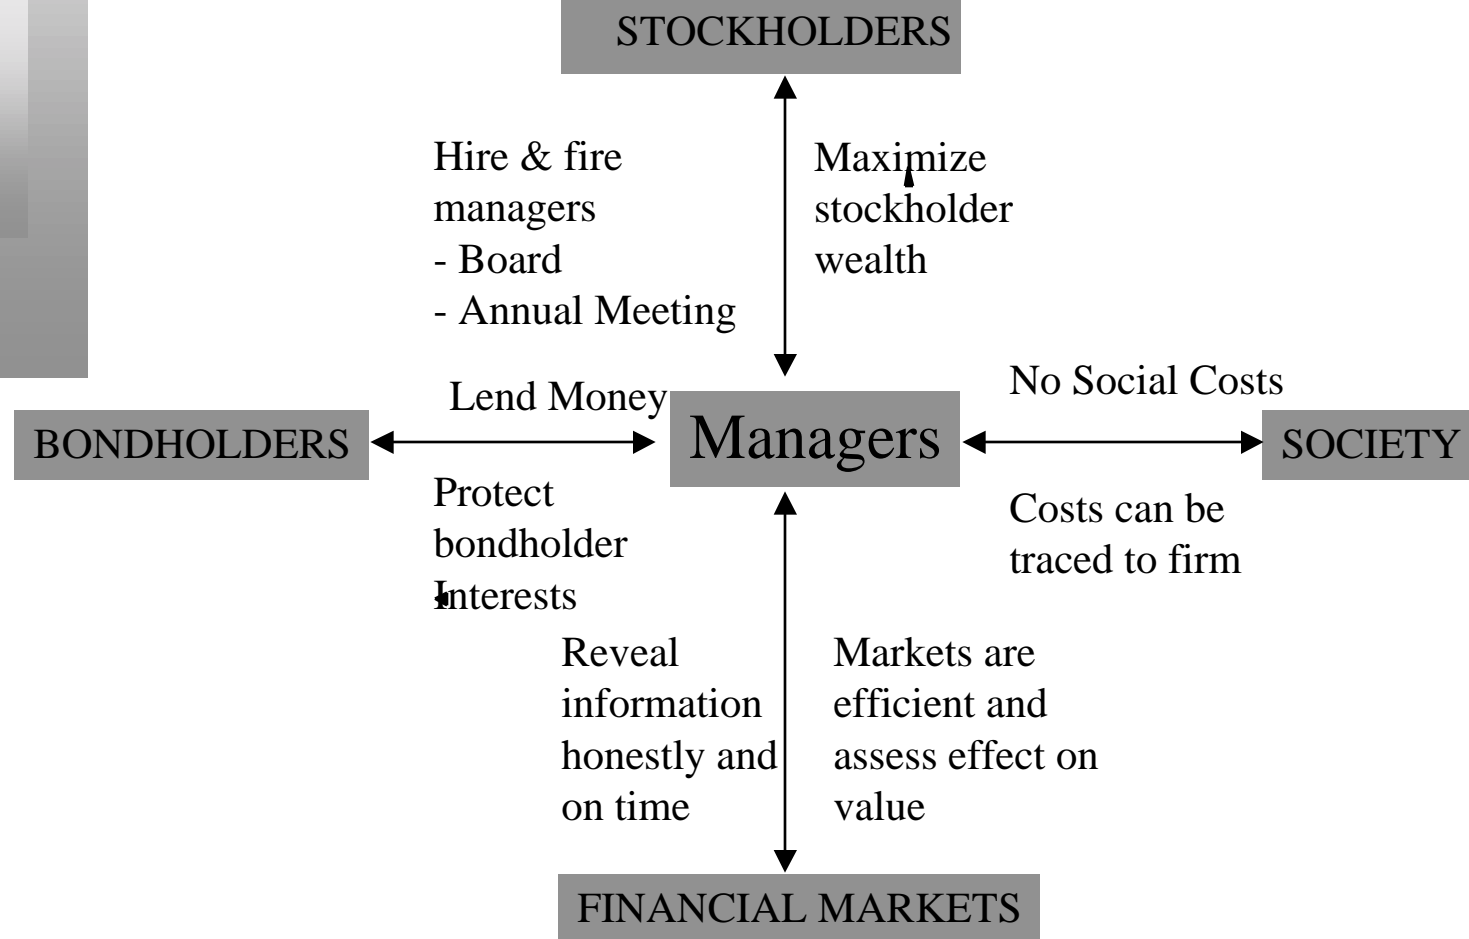 STOCKHOLDERS
Hire & fire
managers
- Board
- Annual Meeting
Maximize
stockholder
wealth
No Social Costs
Lend Money
BONDHOLDERS
Managers
SOCIETY
Protect
bondholder
Interests
Costs can be
traced to firm
Reveal
information
honestly and
on time
Markets are
efficient and
assess effect on
value
FINANCIAL MARKETS